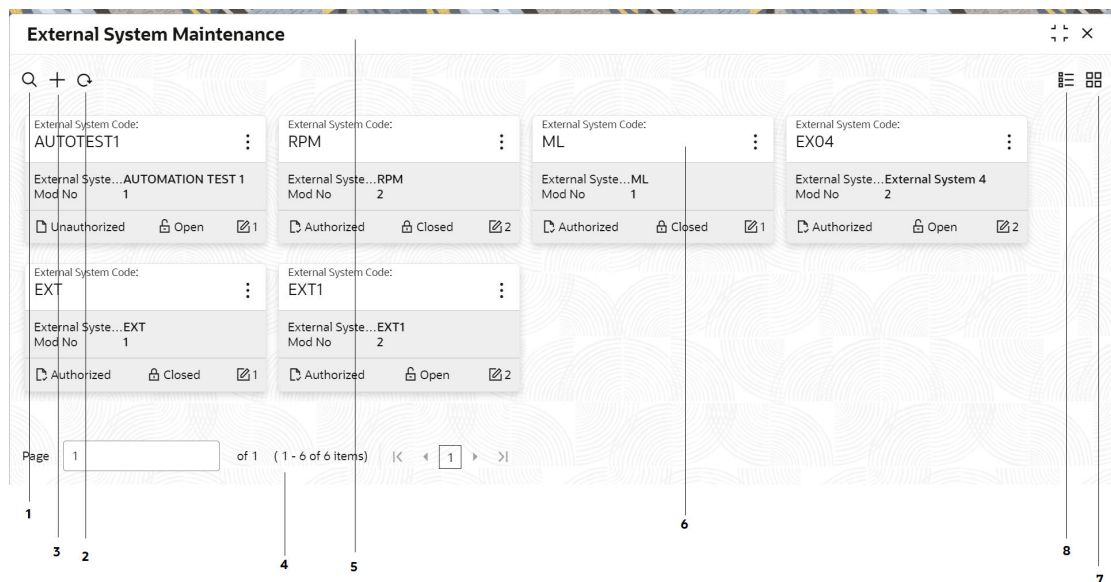 External System Maintenance
External System Code:
AUTOTEST1
External Syste...AUTOMATION TEST 1
Mod No 1
Unauthorized Open 1
External System Code:
RPM
External Syste...RPM
Mod No 2
Authorized Closed 2
External System Code:
ML
External Syste...ML
Mod No 1
Authorized Closed 1
External System Code:
EX04
External Syste...External System 4
Mod No 2
Authorized Open 2
External System Code:
EXT
External Syste...EXT
Mod No 1
Authorized Closed 1
External System Code:
EXT1
External Syste...EXT1
Mod No 2
Authorized Open 2
Page 1 of 1 ( 1 - 6 of 6 items) 1
1
3
2
4
5
6
8
7